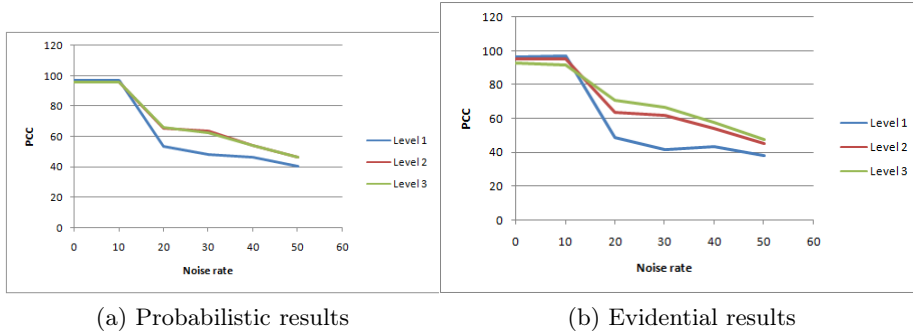 120
100
80
60
40
20
0
PCC
0 10 20 30 40 50 60
Noise rate
Level 1
Level 2
Level 3
(a) Probabilistic results
120
100
80
60
40
20
0
PCC
0 10 20 30 40 50 60
Noise rate
Level 1
Level 2
Level 3
(b) Evidential results